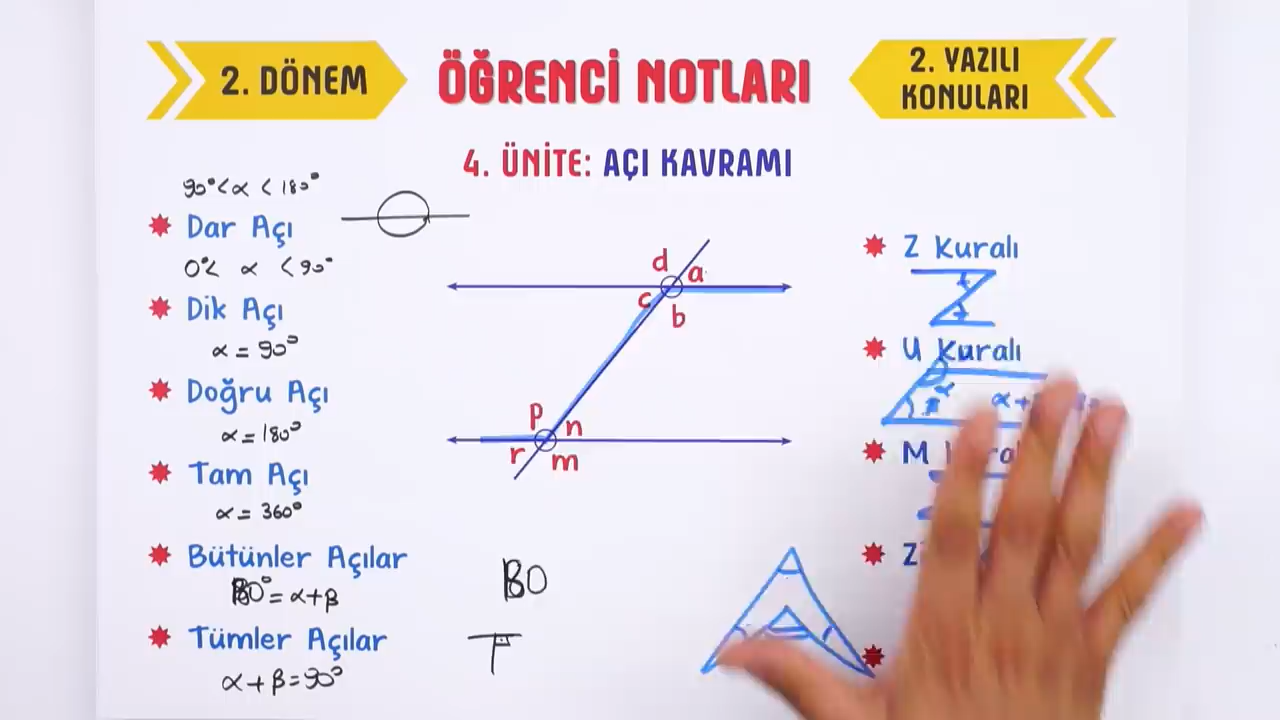 2. DÖNEM
ÖĞRENCİ NOTLARI
2. YAZILI
KONULARI
4. ÜNİTE: AÇI KAVRAMI
90°<α<180°
Dar Açı
0°< α <90°
Dik Açı
α=90°
Doğru Açı
α=180°
Tam Açı
α=360°
Bütünler Açılar
180°=α+β
Tümler Açılar
α+β=90°
d
a
c
b
p
n
r
m
180
T
Z Kuralı
U Kuralı
α
α+
M